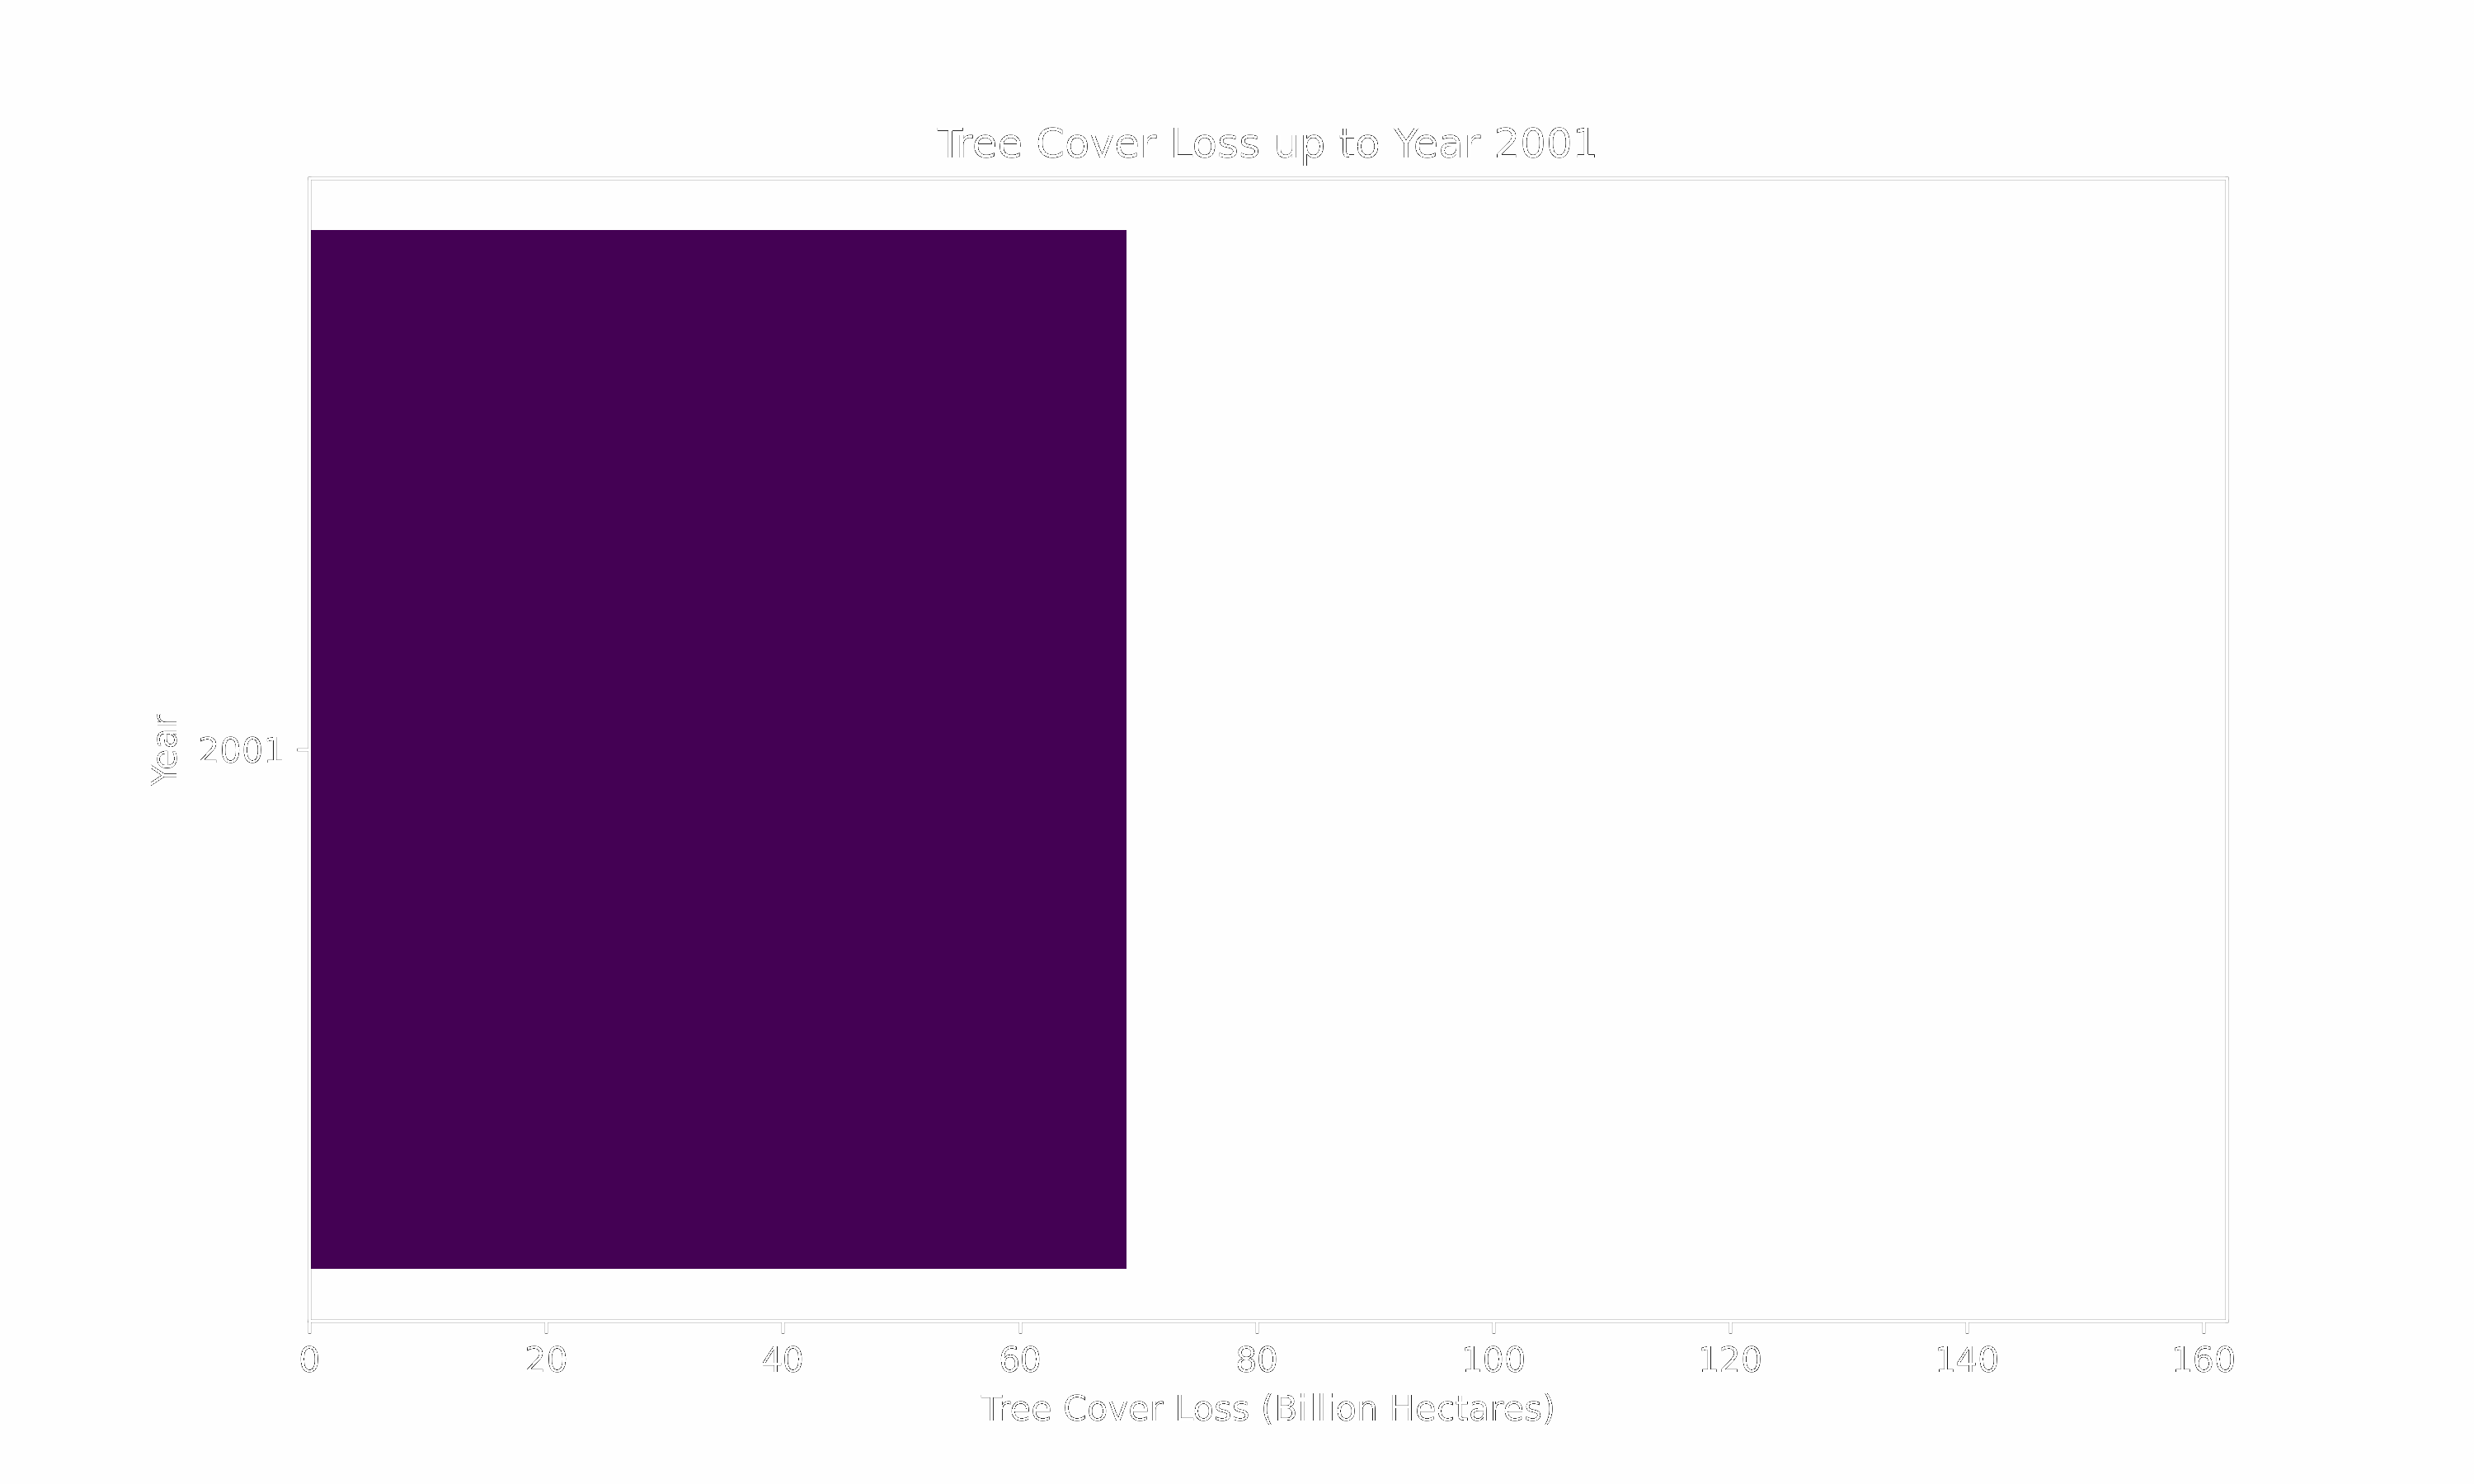 Tree Cover Loss up to Year 2001
Year
2001
0 20 40 60 80 100 120 140 160
Tree Cover Loss (Billion Hectares)